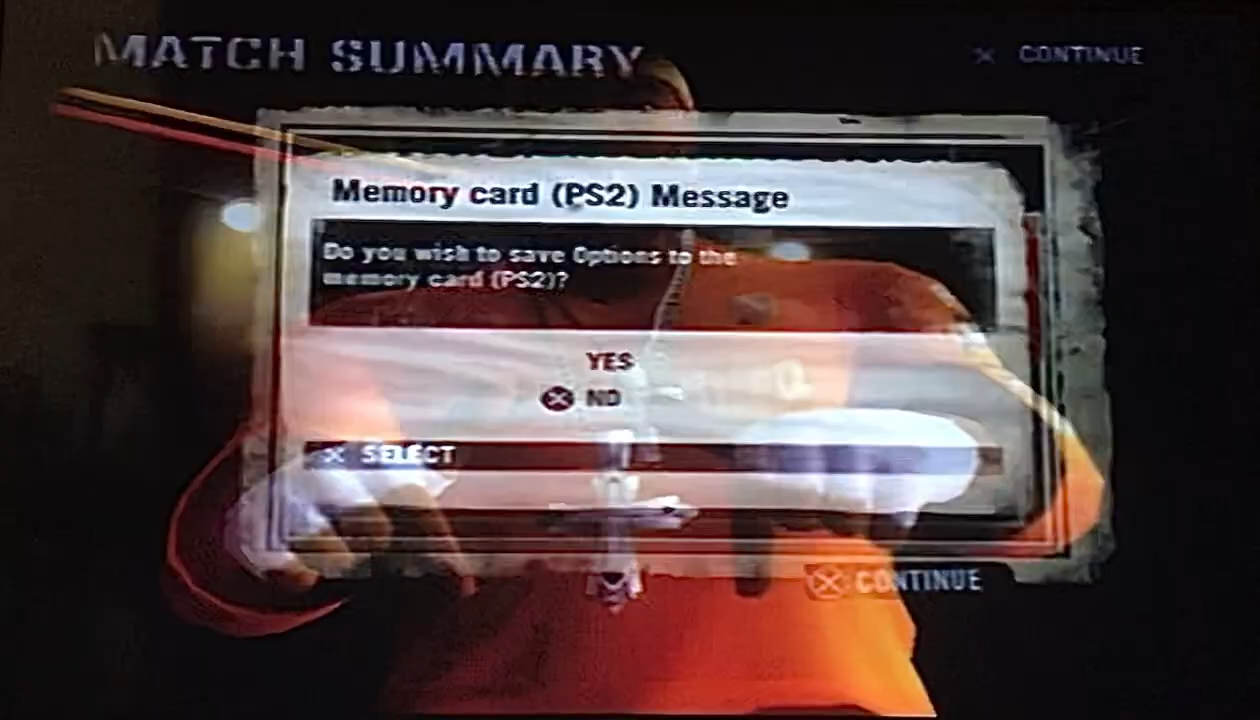 MATCH SUMMARY
CONTINUE
Memory card (PS2) Message
Do you wish to save Options to the
memory card (PS2)?
YES
NO
SELECT
CONTINUE